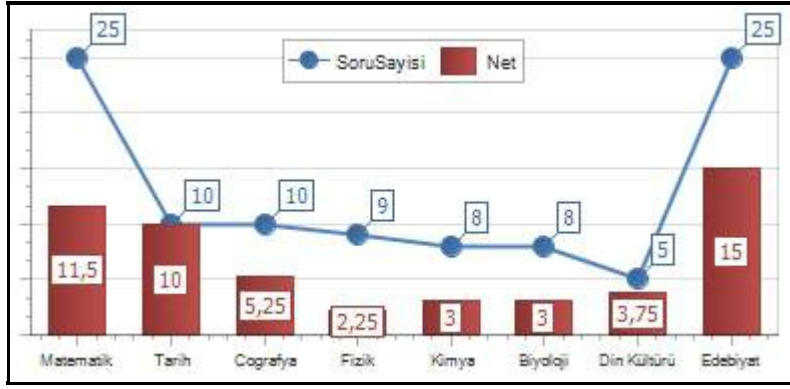 25
25
SoruSayisi
Net
10
10
9
8
8
5
11,5
10
5,25
2,25
3
3
3,75
15
Matematik
Tarih
Cografya
Fizik
Kimya
Biyoloji
Din Kültürü
Edebiyat